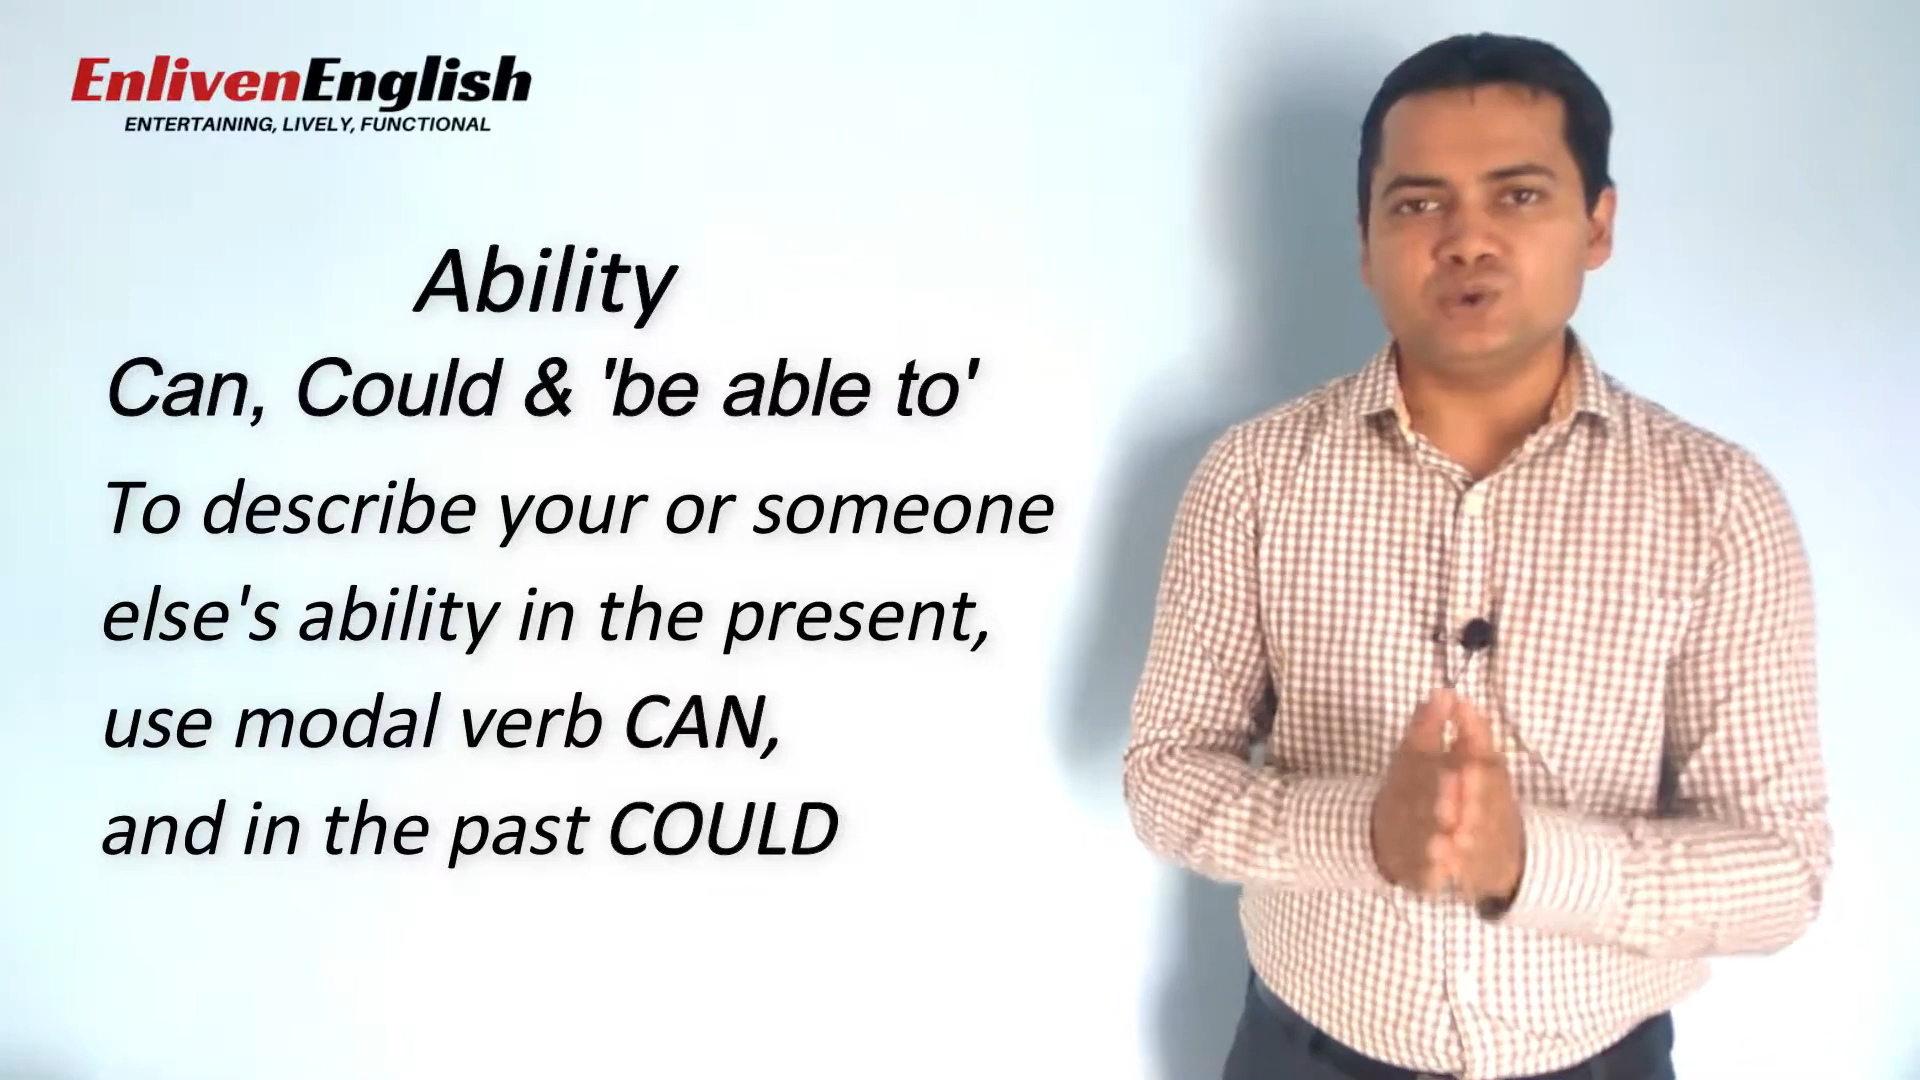 EnlivenEnglish
ENTERTAINING, LIVELY, FUNCTIONAL
Ability
Can, Could & 'be able to'
To describe your or someone
else's ability in the present,
use modal verb CAN,
and in the past COULD